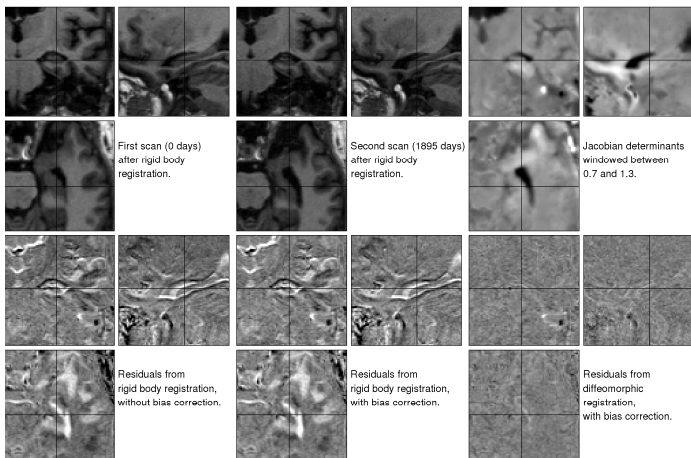 First scan (0 days)
after rigid body
registration.
Second scan (1895 days)
after rigid body
registration.
Jacobian determinants
windowed between
0.7 and 1.3.
Residuals from
rigid body registration,
without bias correction.
Residuals from
rigid body registration,
with bias correction.
Residuals from
diffeomorphic
registration,
with bias correction.